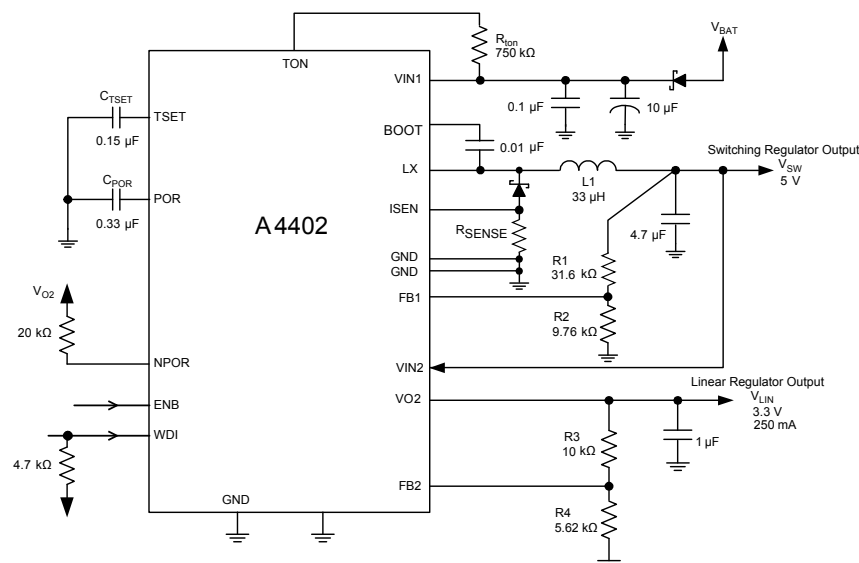 R_ton
750 kΩ
V_BAT
TON
VIN1
C_TSET
TSET
0.15 µF
0.1 µF
10 µF
BOOT
0.01 µF
Switching Regulator Output
V_SW
5 V
LX
L1
33 µH
C_POR
POR
0.33 µF
A4402
ISEN
R_SENSE
4.7 µF
GND
GND
R1
31.6 kΩ
V_O2
FB1
R2
9.76 kΩ
20 kΩ
NPOR
VIN2
Linear Regulator Output
V_LIN
3.3 V
250 mA
ENB
VO2
WDI
R3
10 kΩ
1 µF
4.7 kΩ
FB2
GND
R4
5.62 kΩ